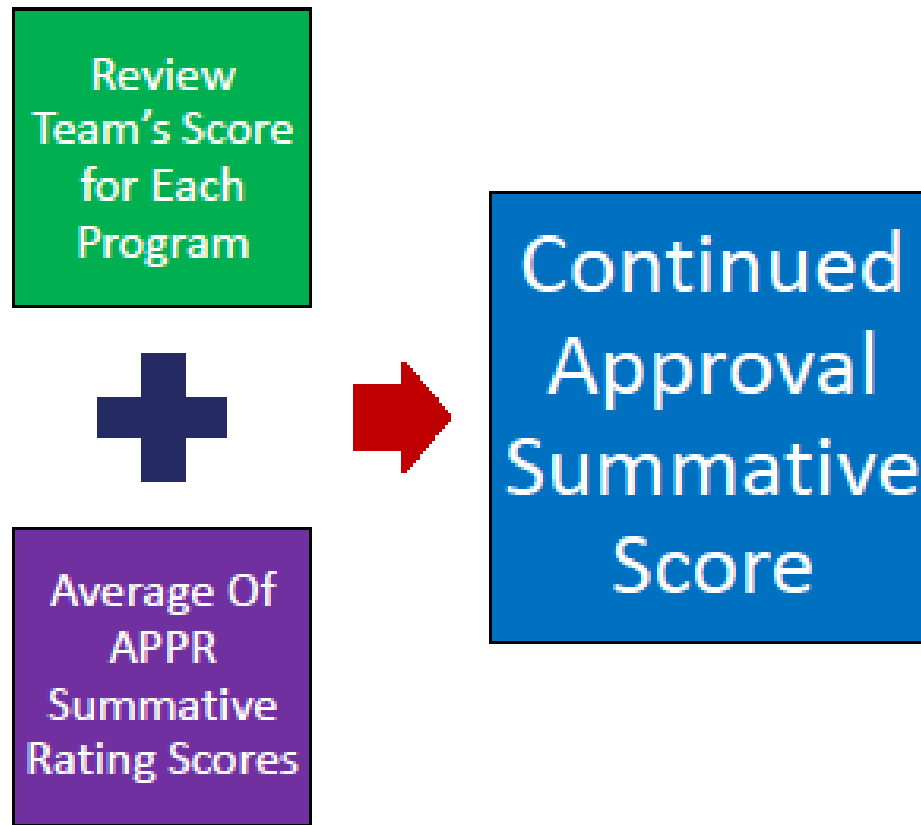 Review
Team's Score
for Each
Program
Average Of
APPR
Summative
Rating Scores
Continued
Approval
Summative
Score